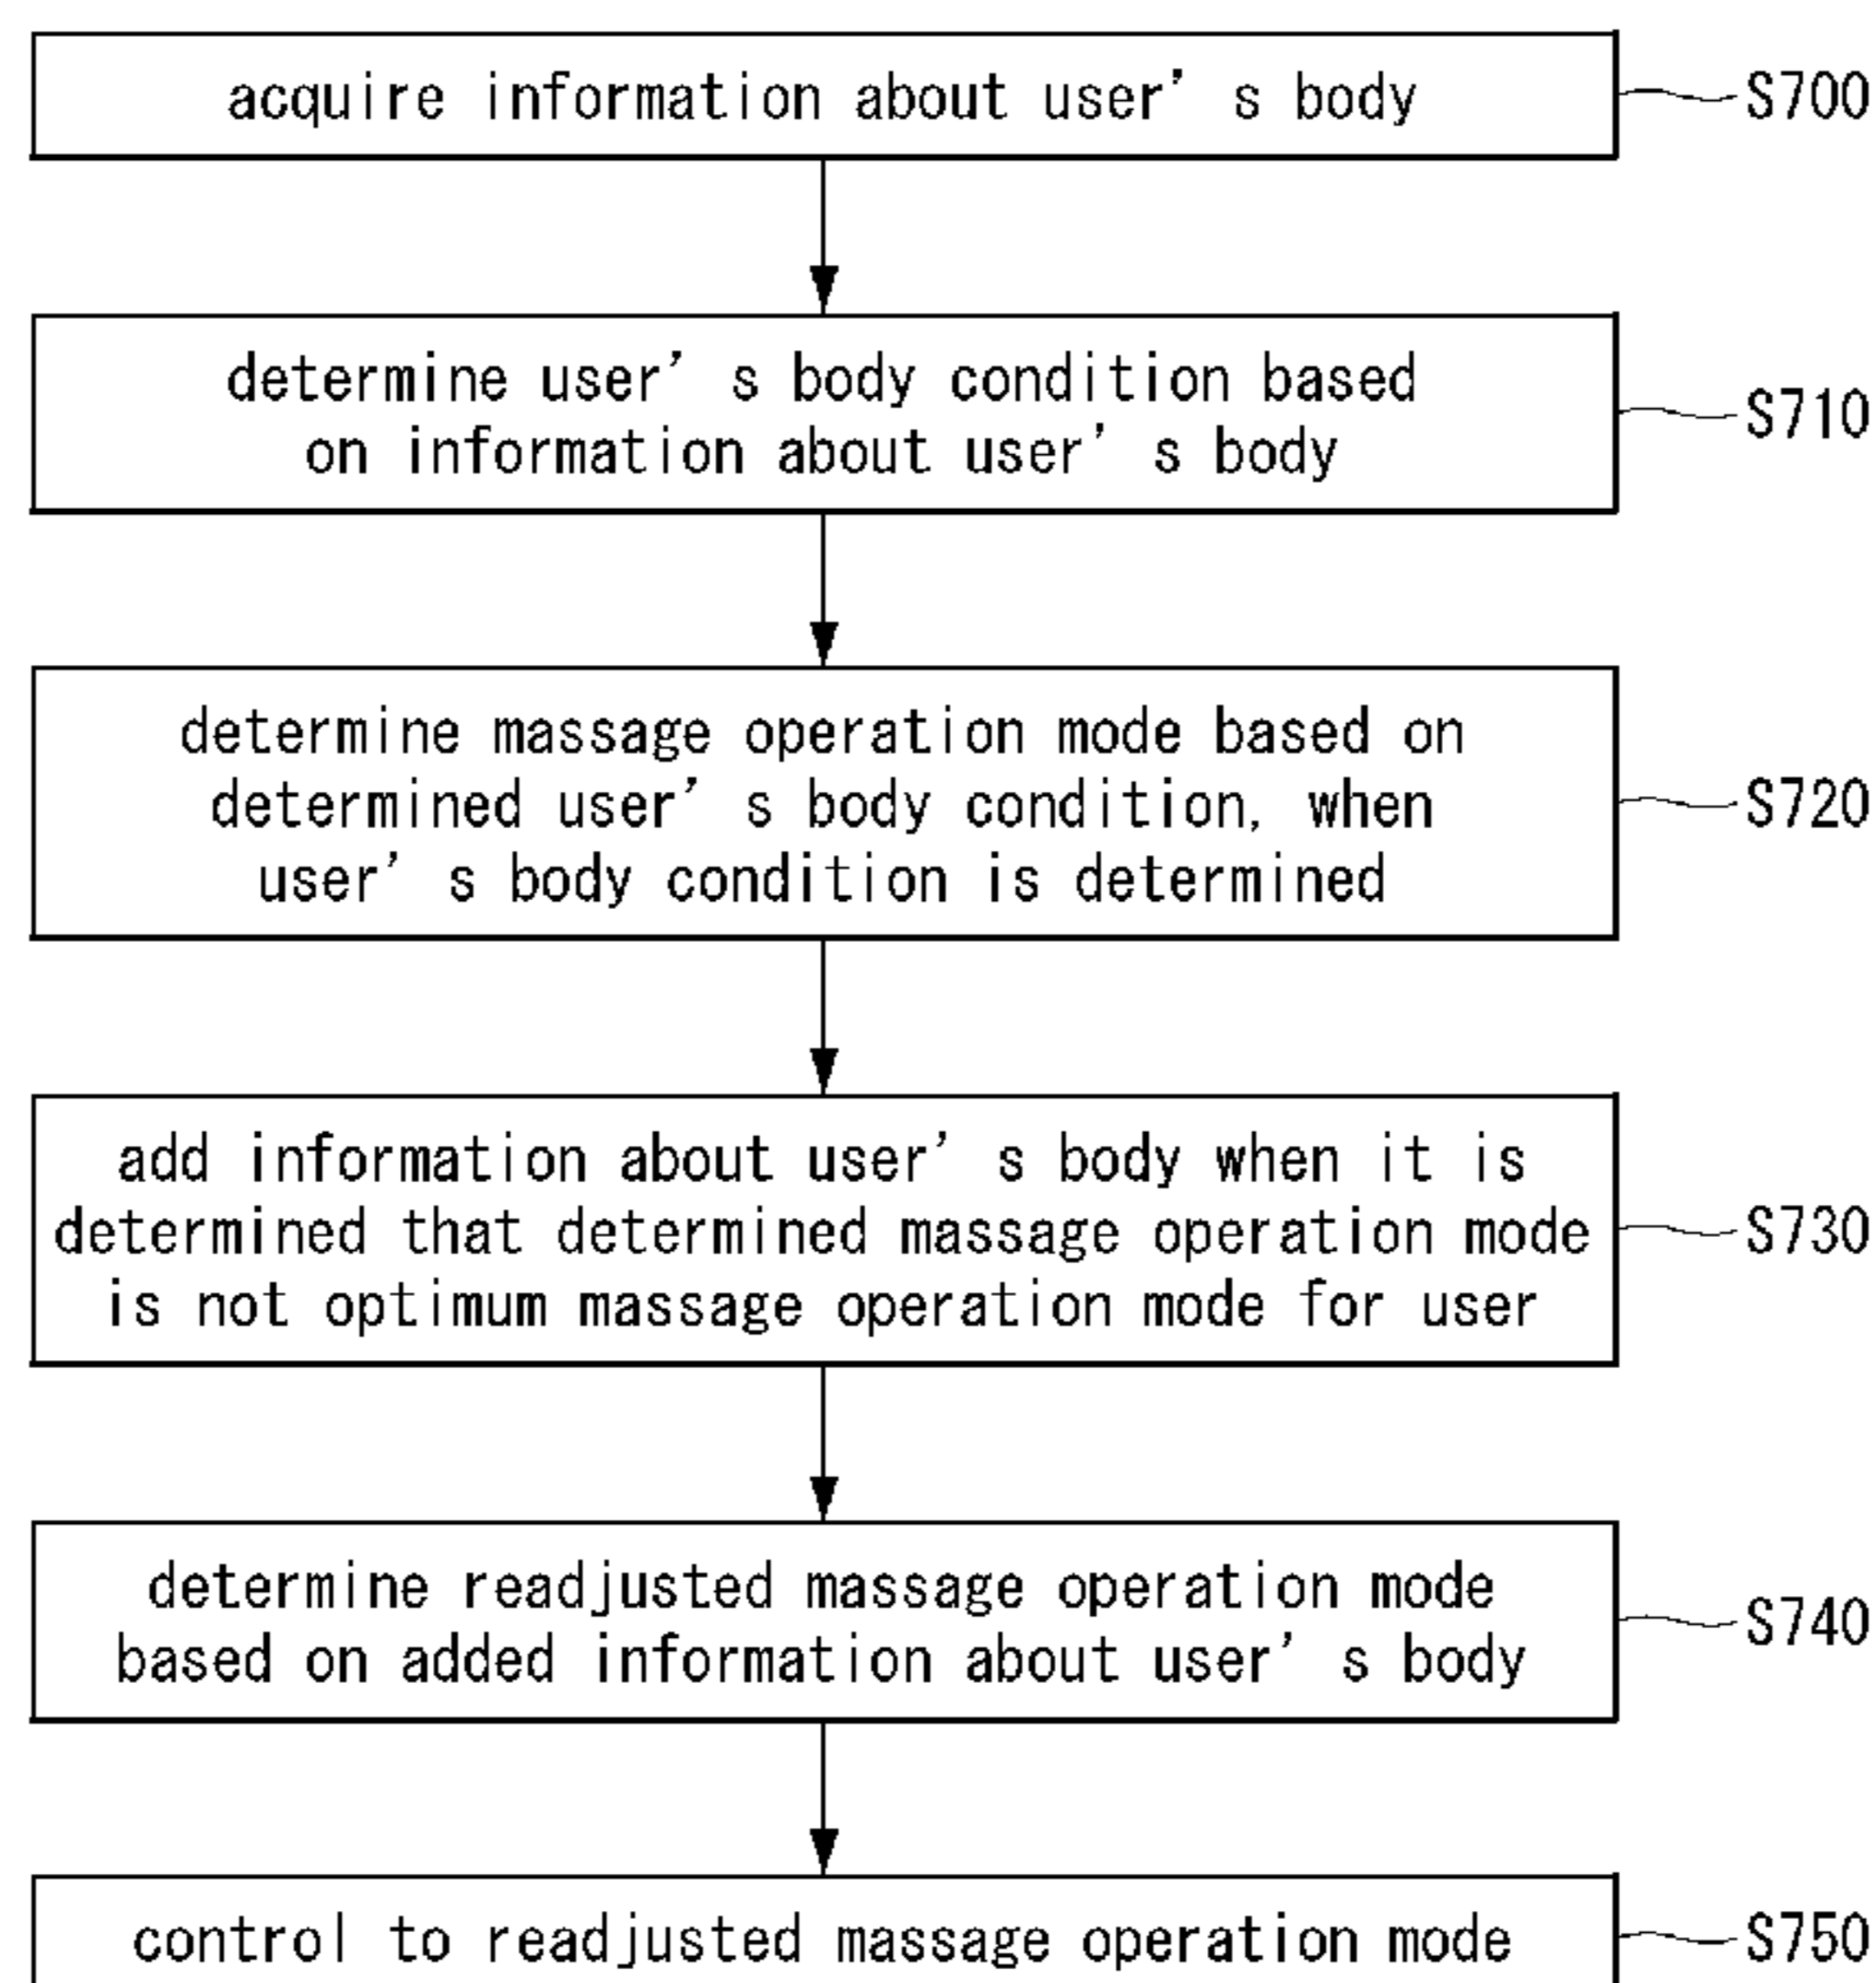 acquire information about user's body
S700
determine user's body condition based
on information about user's body
S710
determine massage operation mode based on
determined user's body condition, when
user's body condition is determined
S720
add information about user's body when it is
determined that determined massage operation mode
is not optimum massage operation mode for user
S730
determine readjusted massage operation mode
based on added information about user's body
S740
control to readjusted massage operation mode
S750